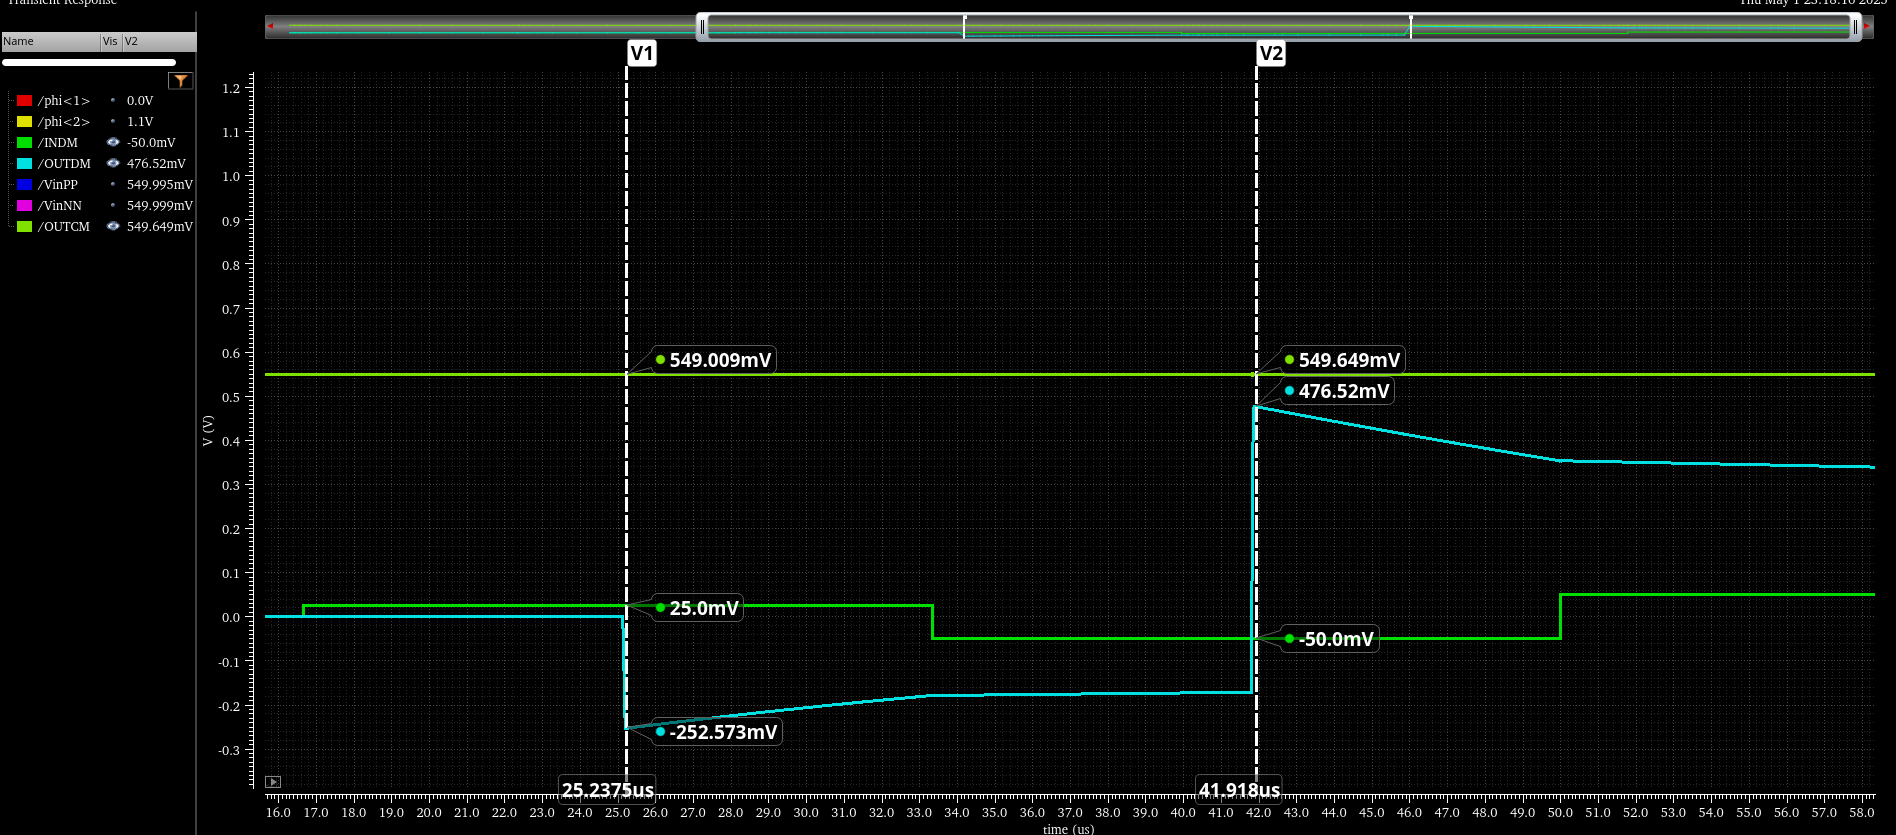 Transient Response
Name Vis V2
/phi<1> 0.0V
/phi<2> 1.1V
/INDM -50.0mV
/OUTDM 476.52mV
/VinPP 549.995mV
/VinNN 549.999mV
/OUTCM 549.649mV
V1 V2
1.2
1.1
1.0
0.9
0.8
0.7
0.6
0.5
0.4
0.3
0.2
0.1
0.0
-0.1
-0.2
-0.3
V (V)
549.009mV
549.649mV
476.52mV
25.0mV
-50.0mV
-252.573mV
25.2375us
41.918us
16.0 17.0 18.0 19.0 20.0 21.0 22.0 23.0 24.0 25.0 26.0 27.0 28.0 29.0 30.0 31.0 32.0 33.0 34.0 35.0 36.0 37.0 38.0 39.0 40.0 41.0 42.0 43.0 44.0 45.0 46.0 47.0 48.0 49.0 50.0 51.0 52.0 53.0 54.0 55.0 56.0 57.0 58.0
time (us)